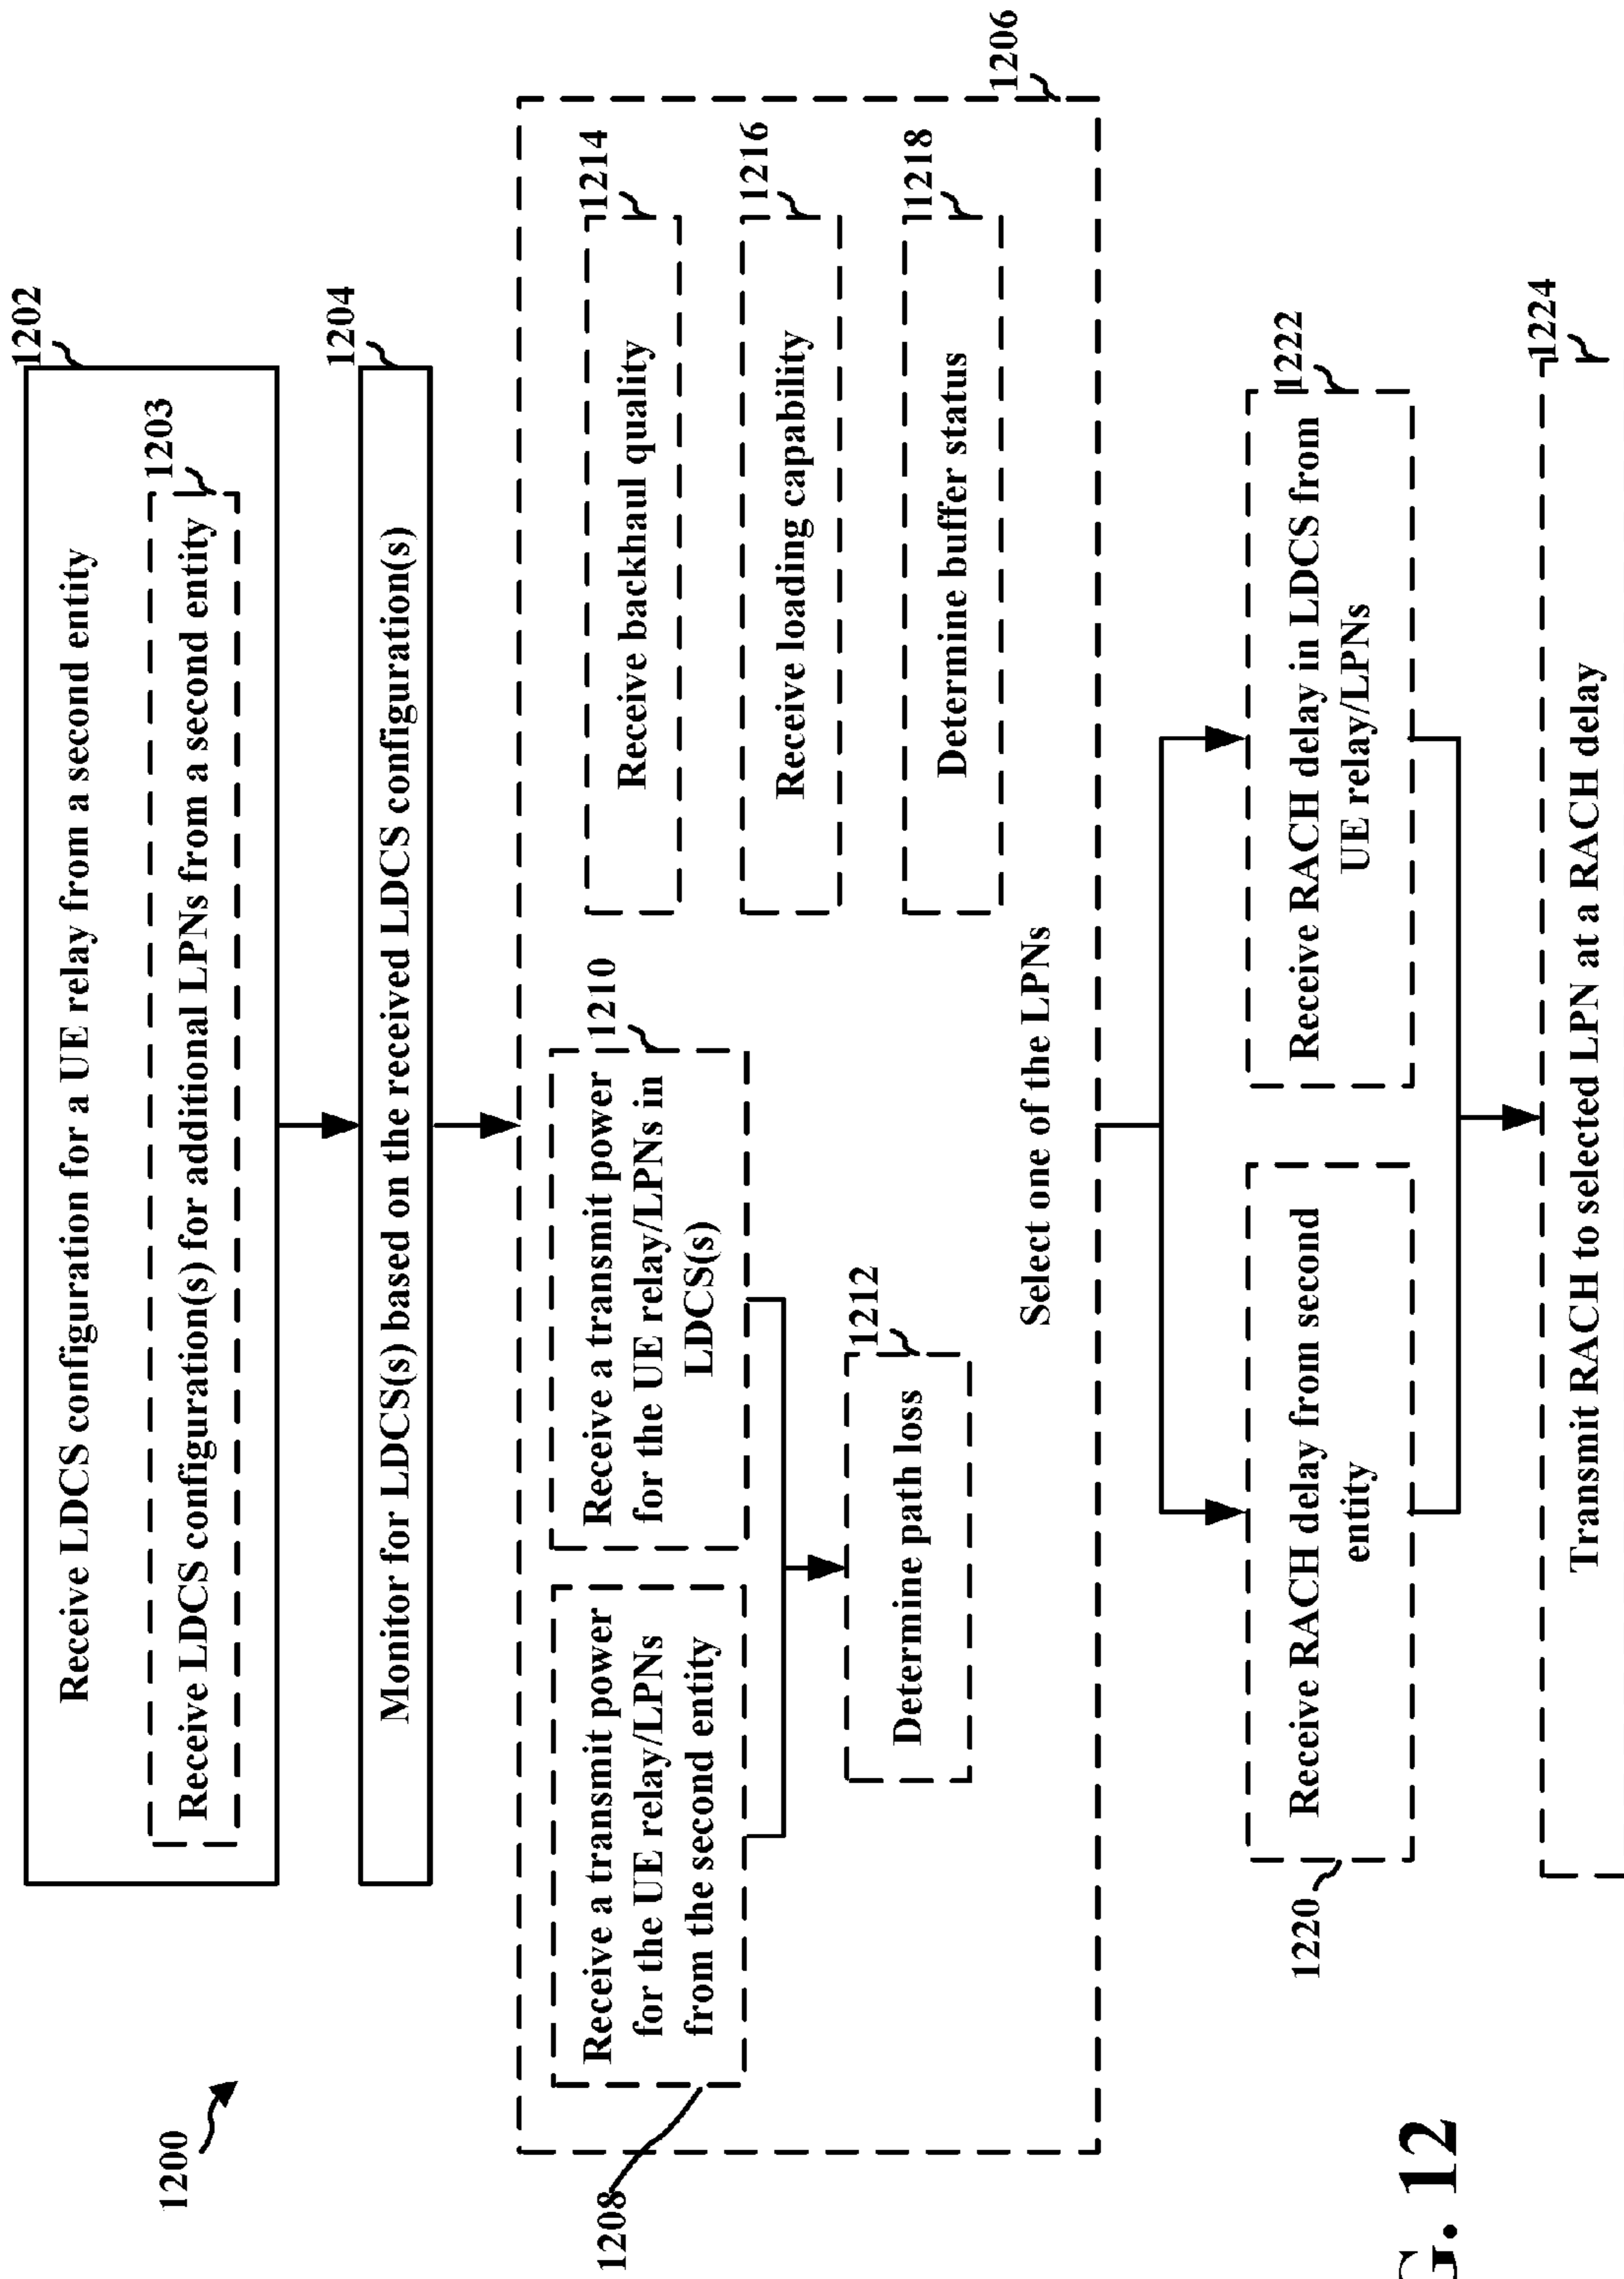 1200
1202
Receive LDCS configuration for a UE relay from a second entity
1203
Receive LDCS configuration(s) for additional LPNs from a second entity
1204
Monitor for LDCS(s) based on the received LDCS configuration(s)
1206
1208
Receive a transmit power
for the UE relay/LPNs
from the second entity
1210
Receive a transmit power
for the UE relay/LPNs in
LDCS(s)
1212
Determine path loss
1214
Receive backhaul quality
1216
Receive loading capability
1218
Determine buffer status
Select one of the LPNs
1220
Receive RACH delay from second
entity
1222
Receive RACH delay in LDCS from
UE relay/LPNs
1224
Transmit RACH to selected LPN at a RACH delay
G. 12